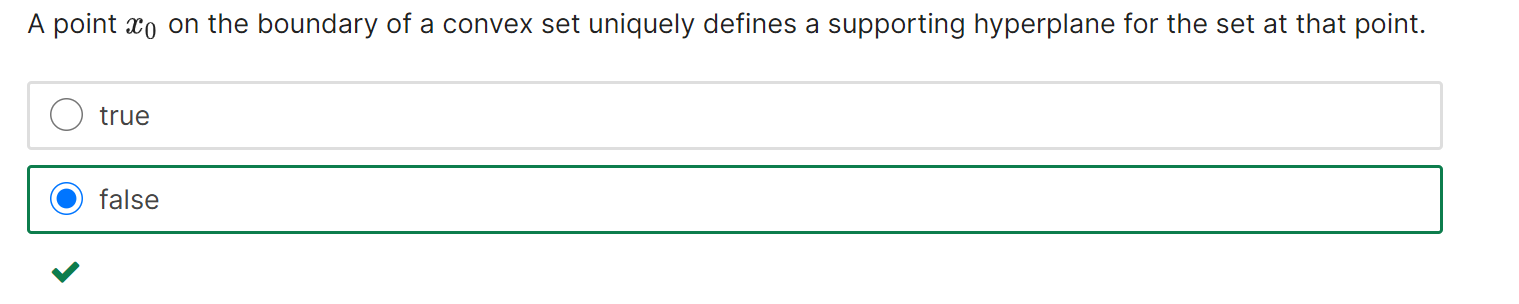 A point x₀ on the boundary of a convex set uniquely defines a supporting hyperplane for the set at that point.
true
false